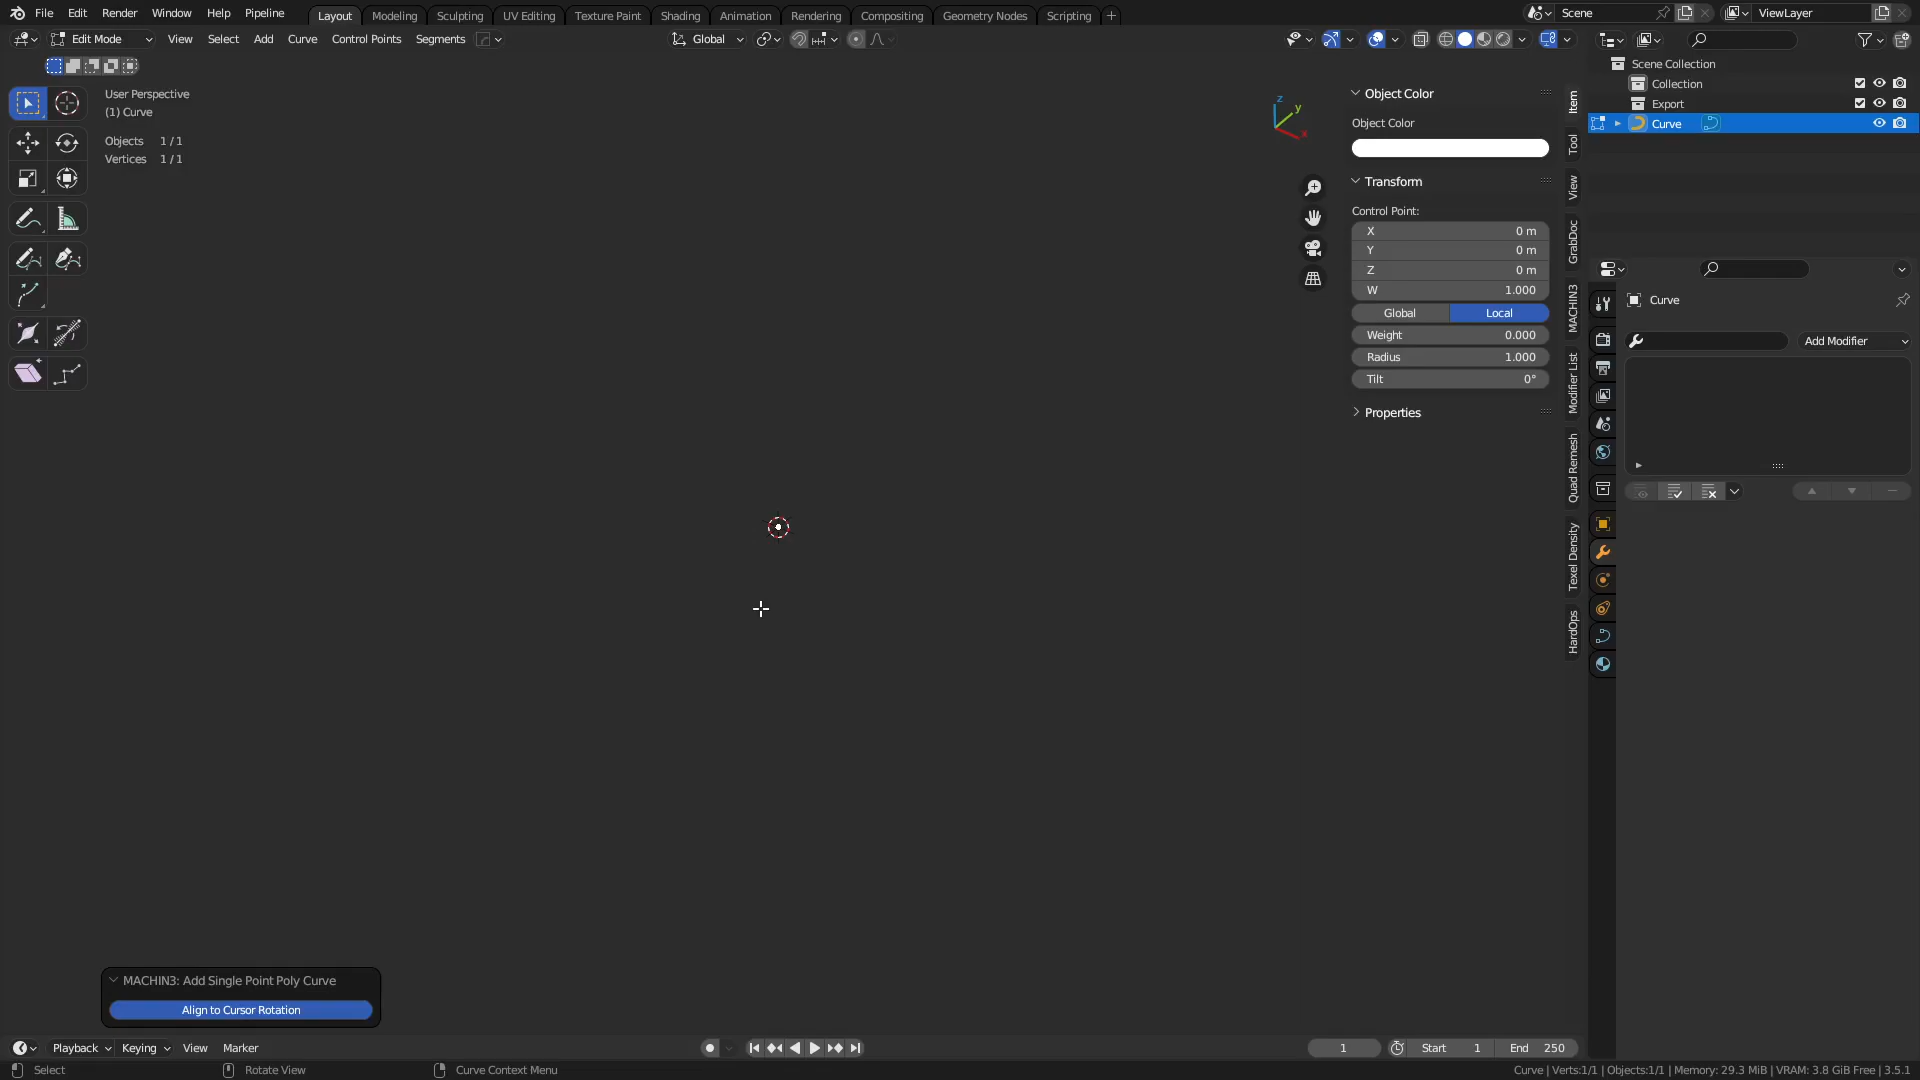 File Edit Render Window Help Pipeline Layout Modeling Sculpting UV Editing Texture Paint Shading Animation Rendering Compositing Geometry Nodes Scripting + Scene ViewLayer
Edit Mode View Select Add Curve Control Points Segments Global
User Perspective
(1) Curve
Objects 1 / 1
Vertices 1 / 1
z
y
x
Object Color
Object Color
Transform
Control Point:
X 0 m
Y 0 m
Z 0 m
W 1.000
Global Local
Weight 0.000
Radius 1.000
Tilt 0°
Properties
Item
Tool
View
GrabDoc
MACHIN3
Modifier List
Quad Remesh
Texel Density
HardOps
Scene Collection
Collection
Export
Curve
Curve
Add Modifier
MACHIN3: Add Single Point Poly Curve
Align to Cursor Rotation
Playback Keying View Marker 1 Start 1 End 250
Select Rotate View Curve Context Menu Curve | Verts:1/1 | Objects:1/1 | Memory: 29.3 MiB | VRAM: 3.8 GiB Free | 3.5.1